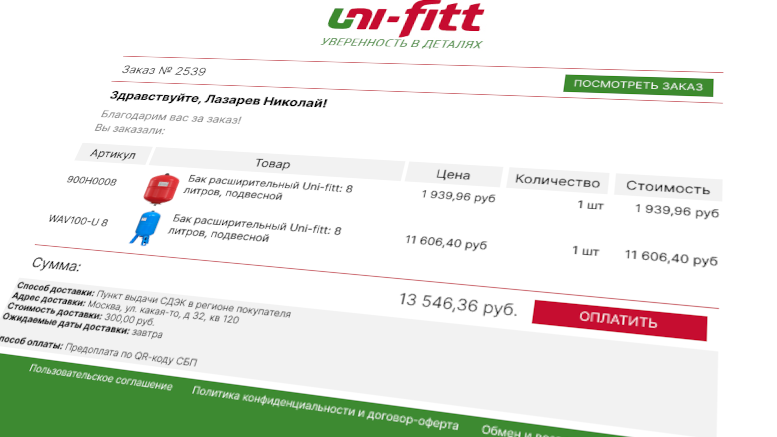 uni-fitt
УВЕРЕННОСТЬ В ДЕТАЛЯХ
Заказ № 2539
ПОСМОТРЕТЬ ЗАКАЗ
Здравствуйте, Лазарев Николай!
Благодарим вас за заказ!
Вы заказали:
Артикул Товар Цена Количество Стоимость
900H0008 Бак расширительный Uni-fitt: 8 литров, подвесной 1 939,96 руб 1 шт 1 939,96 руб
WAV100-U 8 Бак расширительный Uni-fitt: 8 литров, подвесной 11 606,40 руб 1 шт 11 606,40 руб
Сумма: 13 546,36 руб. ОПЛАТИТЬ
Способ доставки: Пункт выдачи СДЭК в регионе покупателя
Адрес доставки: Москва, ул. какая-то, д 32, кв 120
Стоимость доставки: 300,00 руб.
Ожидаемые даты доставки: завтра
пособ оплаты: Предоплата по QR-коду СБП
Пользовательское соглашение Политика конфиденциальности и договор-оферта Обмен и